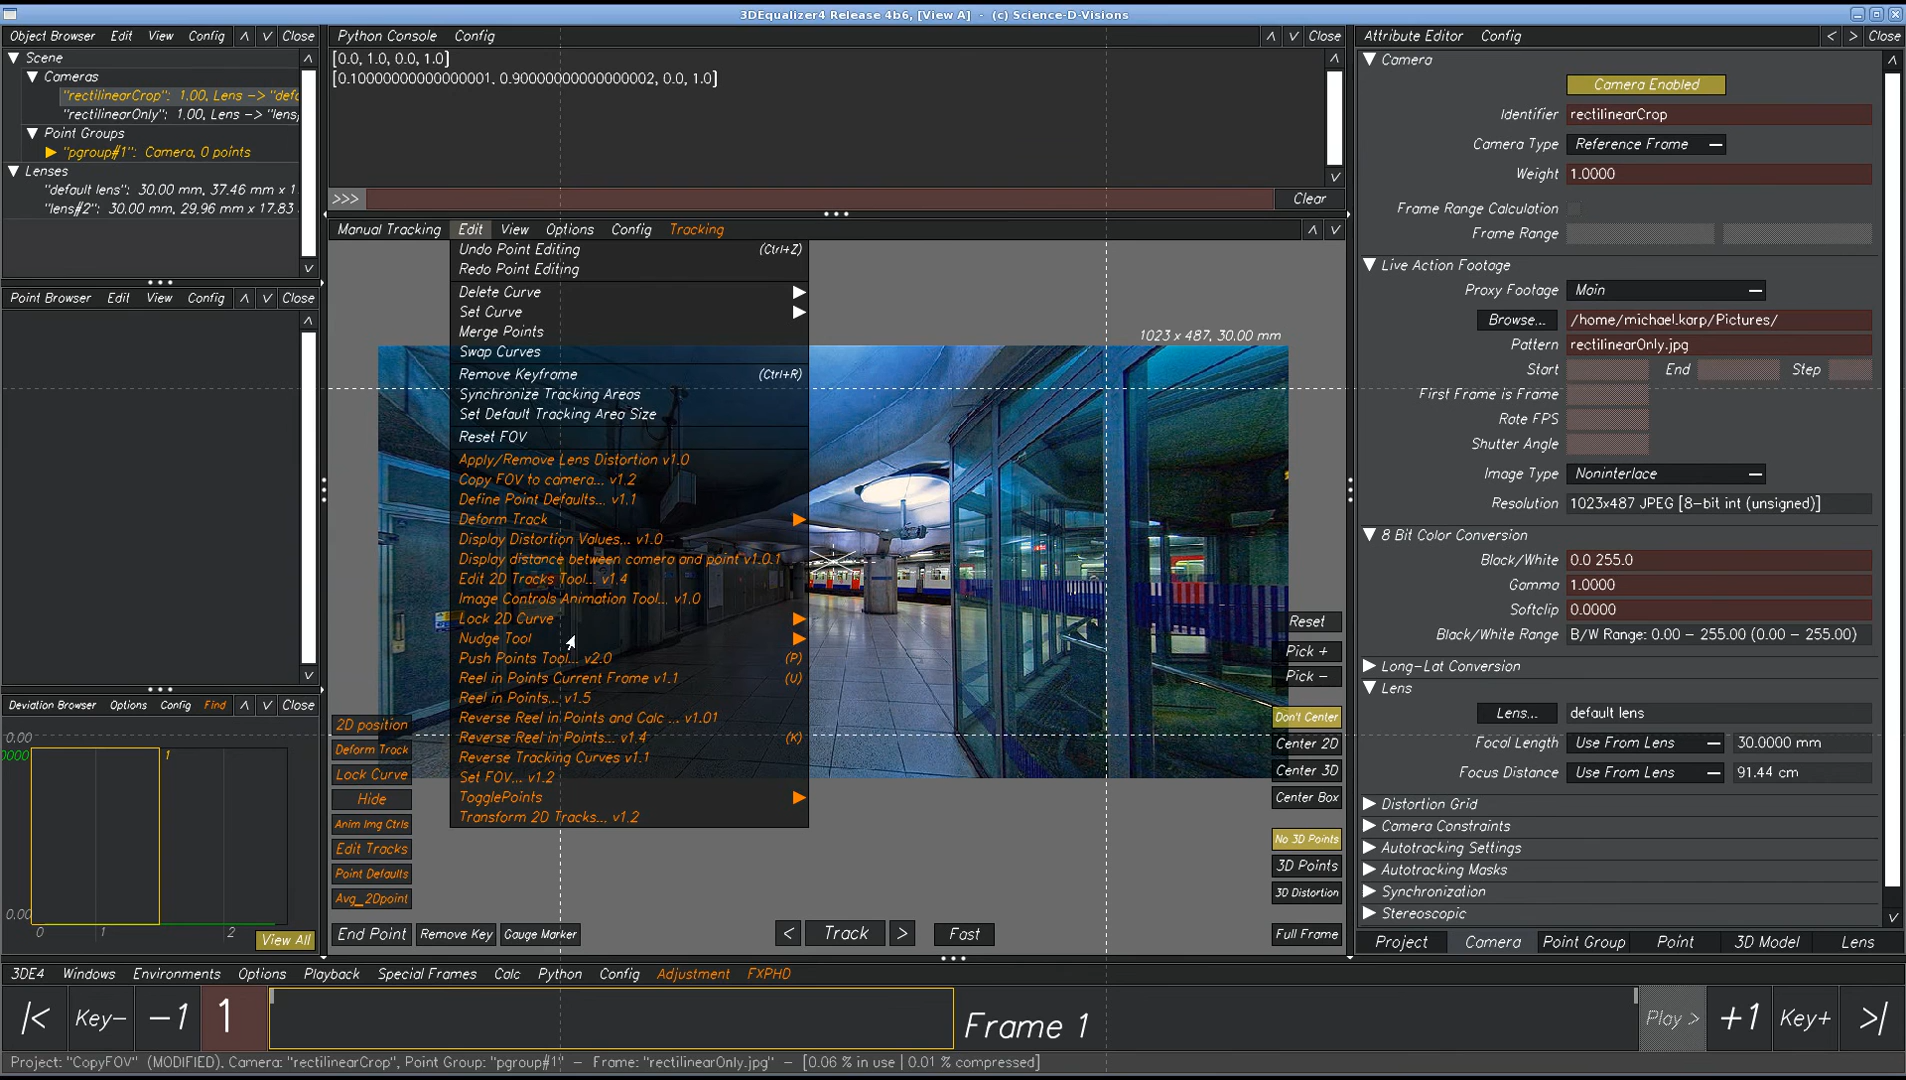 3DEqualizer4 Release 4b6, [View A]  -  (c) Science-D-Visions
Object Browser Edit View Config Close
Scene
Cameras
"rectilinearCrop": 1.00, Lens -> "defa
"rectilinearOnly": 1.00, Lens -> "lens
Point Groups
"pgroup#1": Camera, 0 points
Lenses
"default lens": 30.00 mm, 37.46 mm x 1
"lens#2": 30.00 mm, 29.96 mm x 17.83
Point Browser Edit View Config Close
Deviation Browser Options Config Find Close
0.00
0000
1
0.00
0 1 2
View All
Python Console Config Close
[0.0, 1.0, 0.0, 1.0]
[0.10000000000000001, 0.90000000000000002, 0.0, 1.0]
>>> Clear
Manual Tracking Edit View Options Config Tracking
Undo Point Editing (Ctrl+Z)
Redo Point Editing
Delete Curve
Set Curve
Merge Points
Swap Curves
Remove Keyframe (Ctrl+R)
Synchronize Tracking Areas
Set Default Tracking Area Size
Reset FOV
Apply/Remove Lens Distortion v1.0
Copy FOV to camera... v1.2
Define Point Defaults... v1.1
Deform Track
Display Distortion Values... v1.0
Display distance between camera and point v1.0.1
Edit 2D Tracks Tool... v1.4
Image Controls Animation Tool... v1.0
Lock 2D Curve
Nudge Tool
Push Points Tool... v2.0 (P)
Reel in Points Current Frame v1.1 (U)
Reel in Points... v1.5
Reverse Reel in Points and Calc ... v1.01
Reverse Reel in Points... v1.4 (K)
Reverse Tracking Curves v1.1
Set FOV... v1.2
TogglePoints
Transform 2D Tracks..., v1.2
1023 x 487, 30.00 mm
2D position
Deform Track
Lock Curve
Hide
Anim Img Ctrls
Edit Tracks
Point Defaults
Avg_2Dpoint
Reset
Pick +
Pick -
Don't Center
Center 2D
Center 3D
Center Box
No 3D Points
3D Points
3D Distortion
End Point Remove Key Gauge Marker < Track > Fast Full Frame
Attribute Editor Config < > Close
Camera
Camera Enabled
Identifier rectilinearCrop
Camera Type Reference Frame
Weight 1.0000
Frame Range Calculation
Frame Range
Live Action Footage
Proxy Footage Main
Browse... /home/michael.karp/Pictures/
Pattern rectilinearOnly.jpg
Start End Step
First Frame is Frame
Rate FPS
Shutter Angle
Image Type Noninterlace
Resolution 1023x487 JPEG [8-bit int (unsigned)]
8 Bit Color Conversion
Black/White 0.0 255.0
Gamma 1.0000
Softclip 0.0000
Black/White Range B/W Range: 0.00 - 255.00 (0.00 - 255.00)
Long-Lat Conversion
Lens
Lens... default lens
Focal Length Use From Lens 30.0000 mm
Focus Distance Use From Lens 91.44 cm
Distortion Grid
Camera Constraints
Autotracking Settings
Autotracking Masks
Synchronization
Stereoscopic
Project Camera Point Group Point 3D Model Lens
3DE4 Windows Environments Options Playback Special Frames Calc Python Config Adjustment FXPHD
|< Key- -1 1 Frame 1 Play > +1 Key+ >|
Project: "CopyFOV" (MODIFIED), Camera: "rectilinearCrop", Point Group: "pgroup#1" - Frame: "rectilinearOnly.jpg" - [0.06 % in use | 0.01 % compressed]